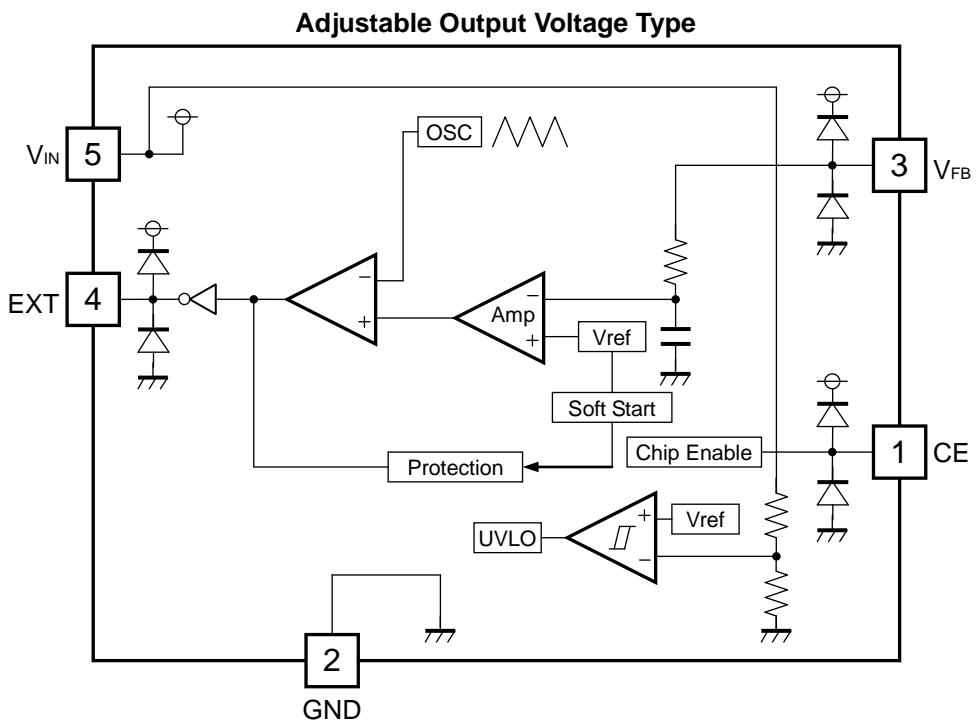 Adjustable Output Voltage Type
OSC
VIN 5
3 VFB
EXT 4
−
+
Amp
−
+
Vref
Soft Start
Chip Enable
1 CE
Protection
UVLO
+
−
Vref
2
GND